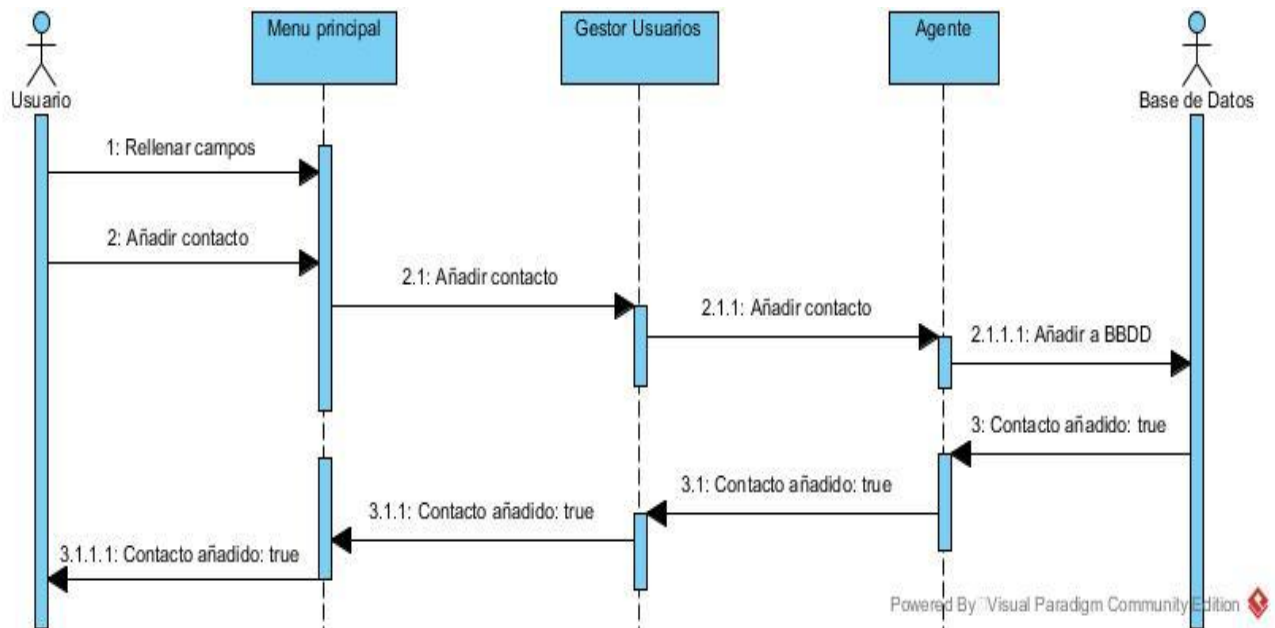 Menu principal
Gestor Usuarios
Agente
Usuario
Base de Datos
1: Rellenar campos
2: Añadir contacto
2.1: Añadir contacto
2.1.1: Añadir contacto
2.1.1.1: Añadir a BBDD
3: Contacto añadido: true
3.1: Contacto añadido: true
3.1.1: Contacto añadido: true
3.1.1.1: Contacto añadido: true
Powered By Visual Paradigm Community Edition